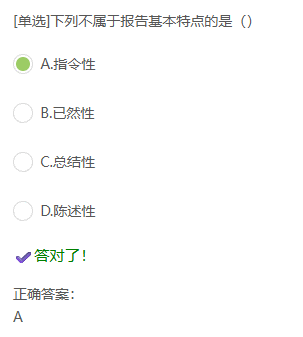 [单选]下列不属于报告基本特点的是（）
A.指令性
B.已然性
C.总结性
D.陈述性
答对了！
正确答案：
A